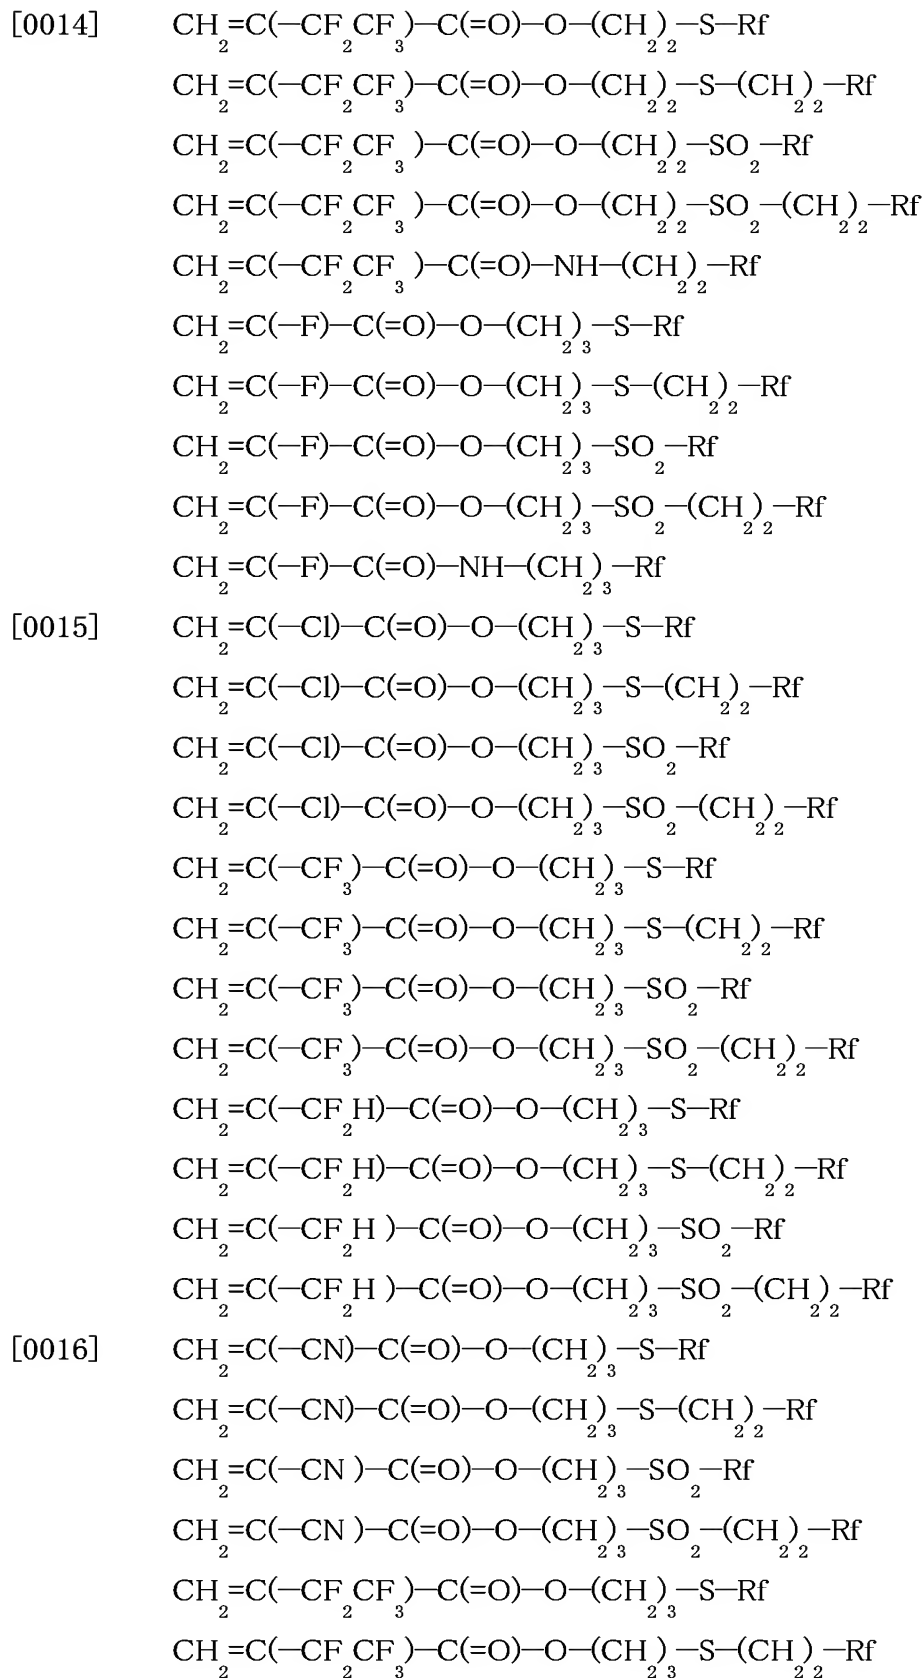 [0014] CH₂=C(—CF₂CF₃)—C(=O)—O—(CH₂)₂—S—Rf
CH₂=C(—CF₂CF₃)—C(=O)—O—(CH₂)₂—S—(CH₂)₂—Rf
CH₂=C(—CF₂CF₃)—C(=O)—O—(CH₂)₂—SO₂—Rf
CH₂=C(—CF₂CF₃)—C(=O)—O—(CH₂)₂—SO₂—(CH₂)₂—Rf
CH₂=C(—CF₂CF₃)—C(=O)—NH—(CH₂)₂—Rf
CH₂=C(—F)—C(=O)—O—(CH₂)₃—S—Rf
CH₂=C(—F)—C(=O)—O—(CH₂)₃—S—(CH₂)₂—Rf
CH₂=C(—F)—C(=O)—O—(CH₂)₃—SO₂—Rf
CH₂=C(—F)—C(=O)—O—(CH₂)₃—SO₂—(CH₂)₂—Rf
CH₂=C(—F)—C(=O)—NH—(CH₂)₃—Rf
[0015] CH₂=C(—Cl)—C(=O)—O—(CH₂)₃—S—Rf
CH₂=C(—Cl)—C(=O)—O—(CH₂)₃—S—(CH₂)₂—Rf
CH₂=C(—Cl)—C(=O)—O—(CH₂)₃—SO₂—Rf
CH₂=C(—Cl)—C(=O)—O—(CH₂)₃—SO₂—(CH₂)₂—Rf
CH₂=C(—CF₃)—C(=O)—O—(CH₂)₃—S—Rf
CH₂=C(—CF₃)—C(=O)—O—(CH₂)₃—S—(CH₂)₂—Rf
CH₂=C(—CF₃)—C(=O)—O—(CH₂)₃—SO₂—Rf
CH₂=C(—CF₃)—C(=O)—O—(CH₂)₃—SO₂—(CH₂)₂—Rf
CH₂=C(—CF₂H)—C(=O)—O—(CH₂)₃—S—Rf
CH₂=C(—CF₂H)—C(=O)—O—(CH₂)₃—S—(CH₂)₂—Rf
CH₂=C(—CF₂H)—C(=O)—O—(CH₂)₃—SO₂—Rf
CH₂=C(—CF₂H)—C(=O)—O—(CH₂)₃—SO₂—(CH₂)₂—Rf
[0016] CH₂=C(—CN)—C(=O)—O—(CH₂)₃—S—Rf
CH₂=C(—CN)—C(=O)—O—(CH₂)₃—S—(CH₂)₂—Rf
CH₂=C(—CN)—C(=O)—O—(CH₂)₃—SO₂—Rf
CH₂=C(—CN)—C(=O)—O—(CH₂)₃—SO₂—(CH₂)₂—Rf
CH₂=C(—CF₂CF₃)—C(=O)—O—(CH₂)₃—S—Rf
CH₂=C(—CF₂CF₃)—C(=O)—O—(CH₂)₃—S—(CH₂)₂—Rf